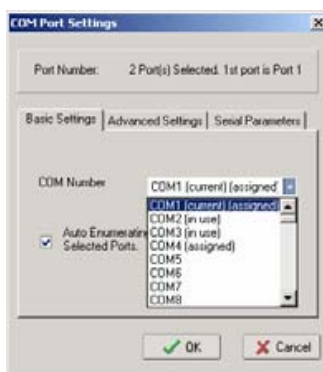 COM Port Settings
Port Number: 2 Port(s) Selected. 1st port is Port 1
Basic Settings Advanced Settings Serial Parameters
COM Number COM1 (current) (assigned)
COM1 (current) (assigned)
COM2 (in use)
Auto Enumerating COM3 (in use)
Selected Ports. COM4 (assigned)
COM5
COM6
COM7
COM8
OK Cancel